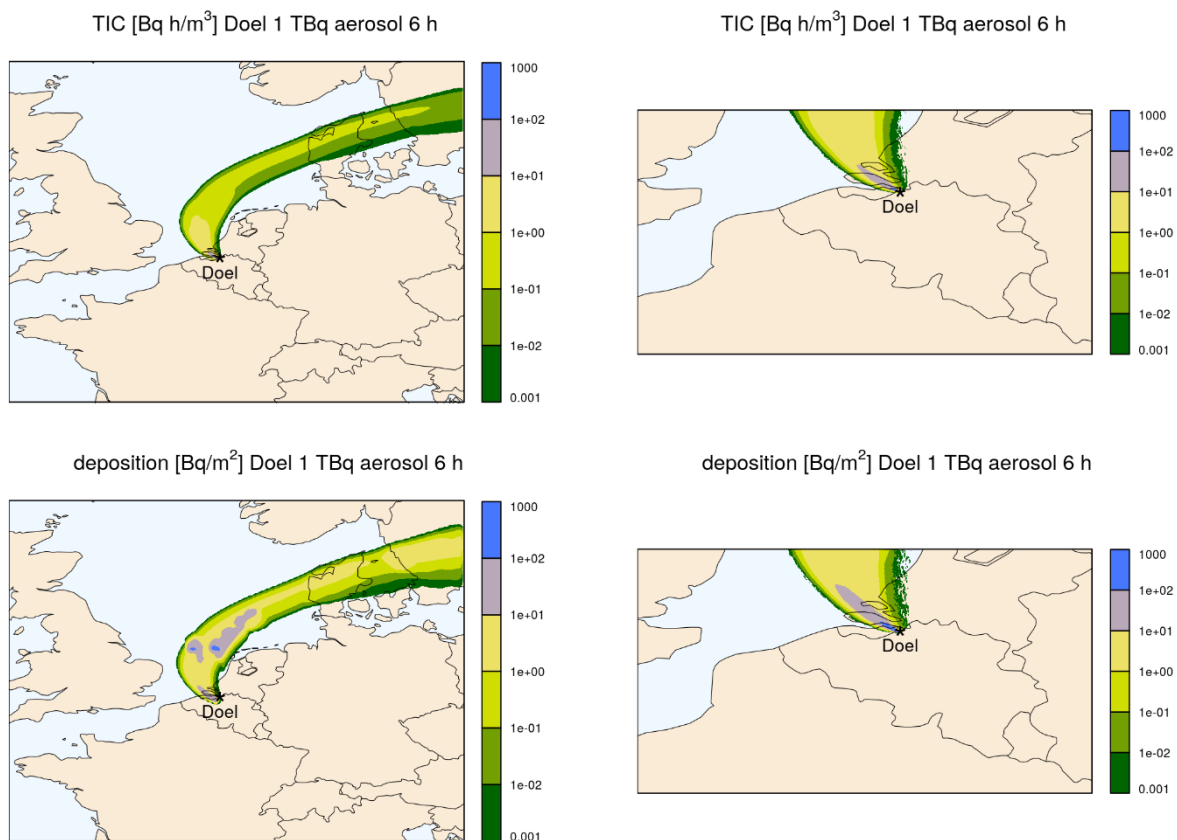 TIC [Bq h/m³] Doel 1 TBq aerosol 6 h
1000
1e+02
1e+01
1e+00
1e-01
1e-02
0.001
Doel
TIC [Bq h/m³] Doel 1 TBq aerosol 6 h
1000
1e+02
1e+01
1e+00
1e-01
1e-02
0.001
Doel
deposition [Bq/m²] Doel 1 TBq aerosol 6 h
1000
1e+02
1e+01
1e+00
1e-01
1e-02
0.001
Doel
deposition [Bq/m²] Doel 1 TBq aerosol 6 h
1000
1e+02
1e+01
1e+00
1e-01
1e-02
0.001
Doel